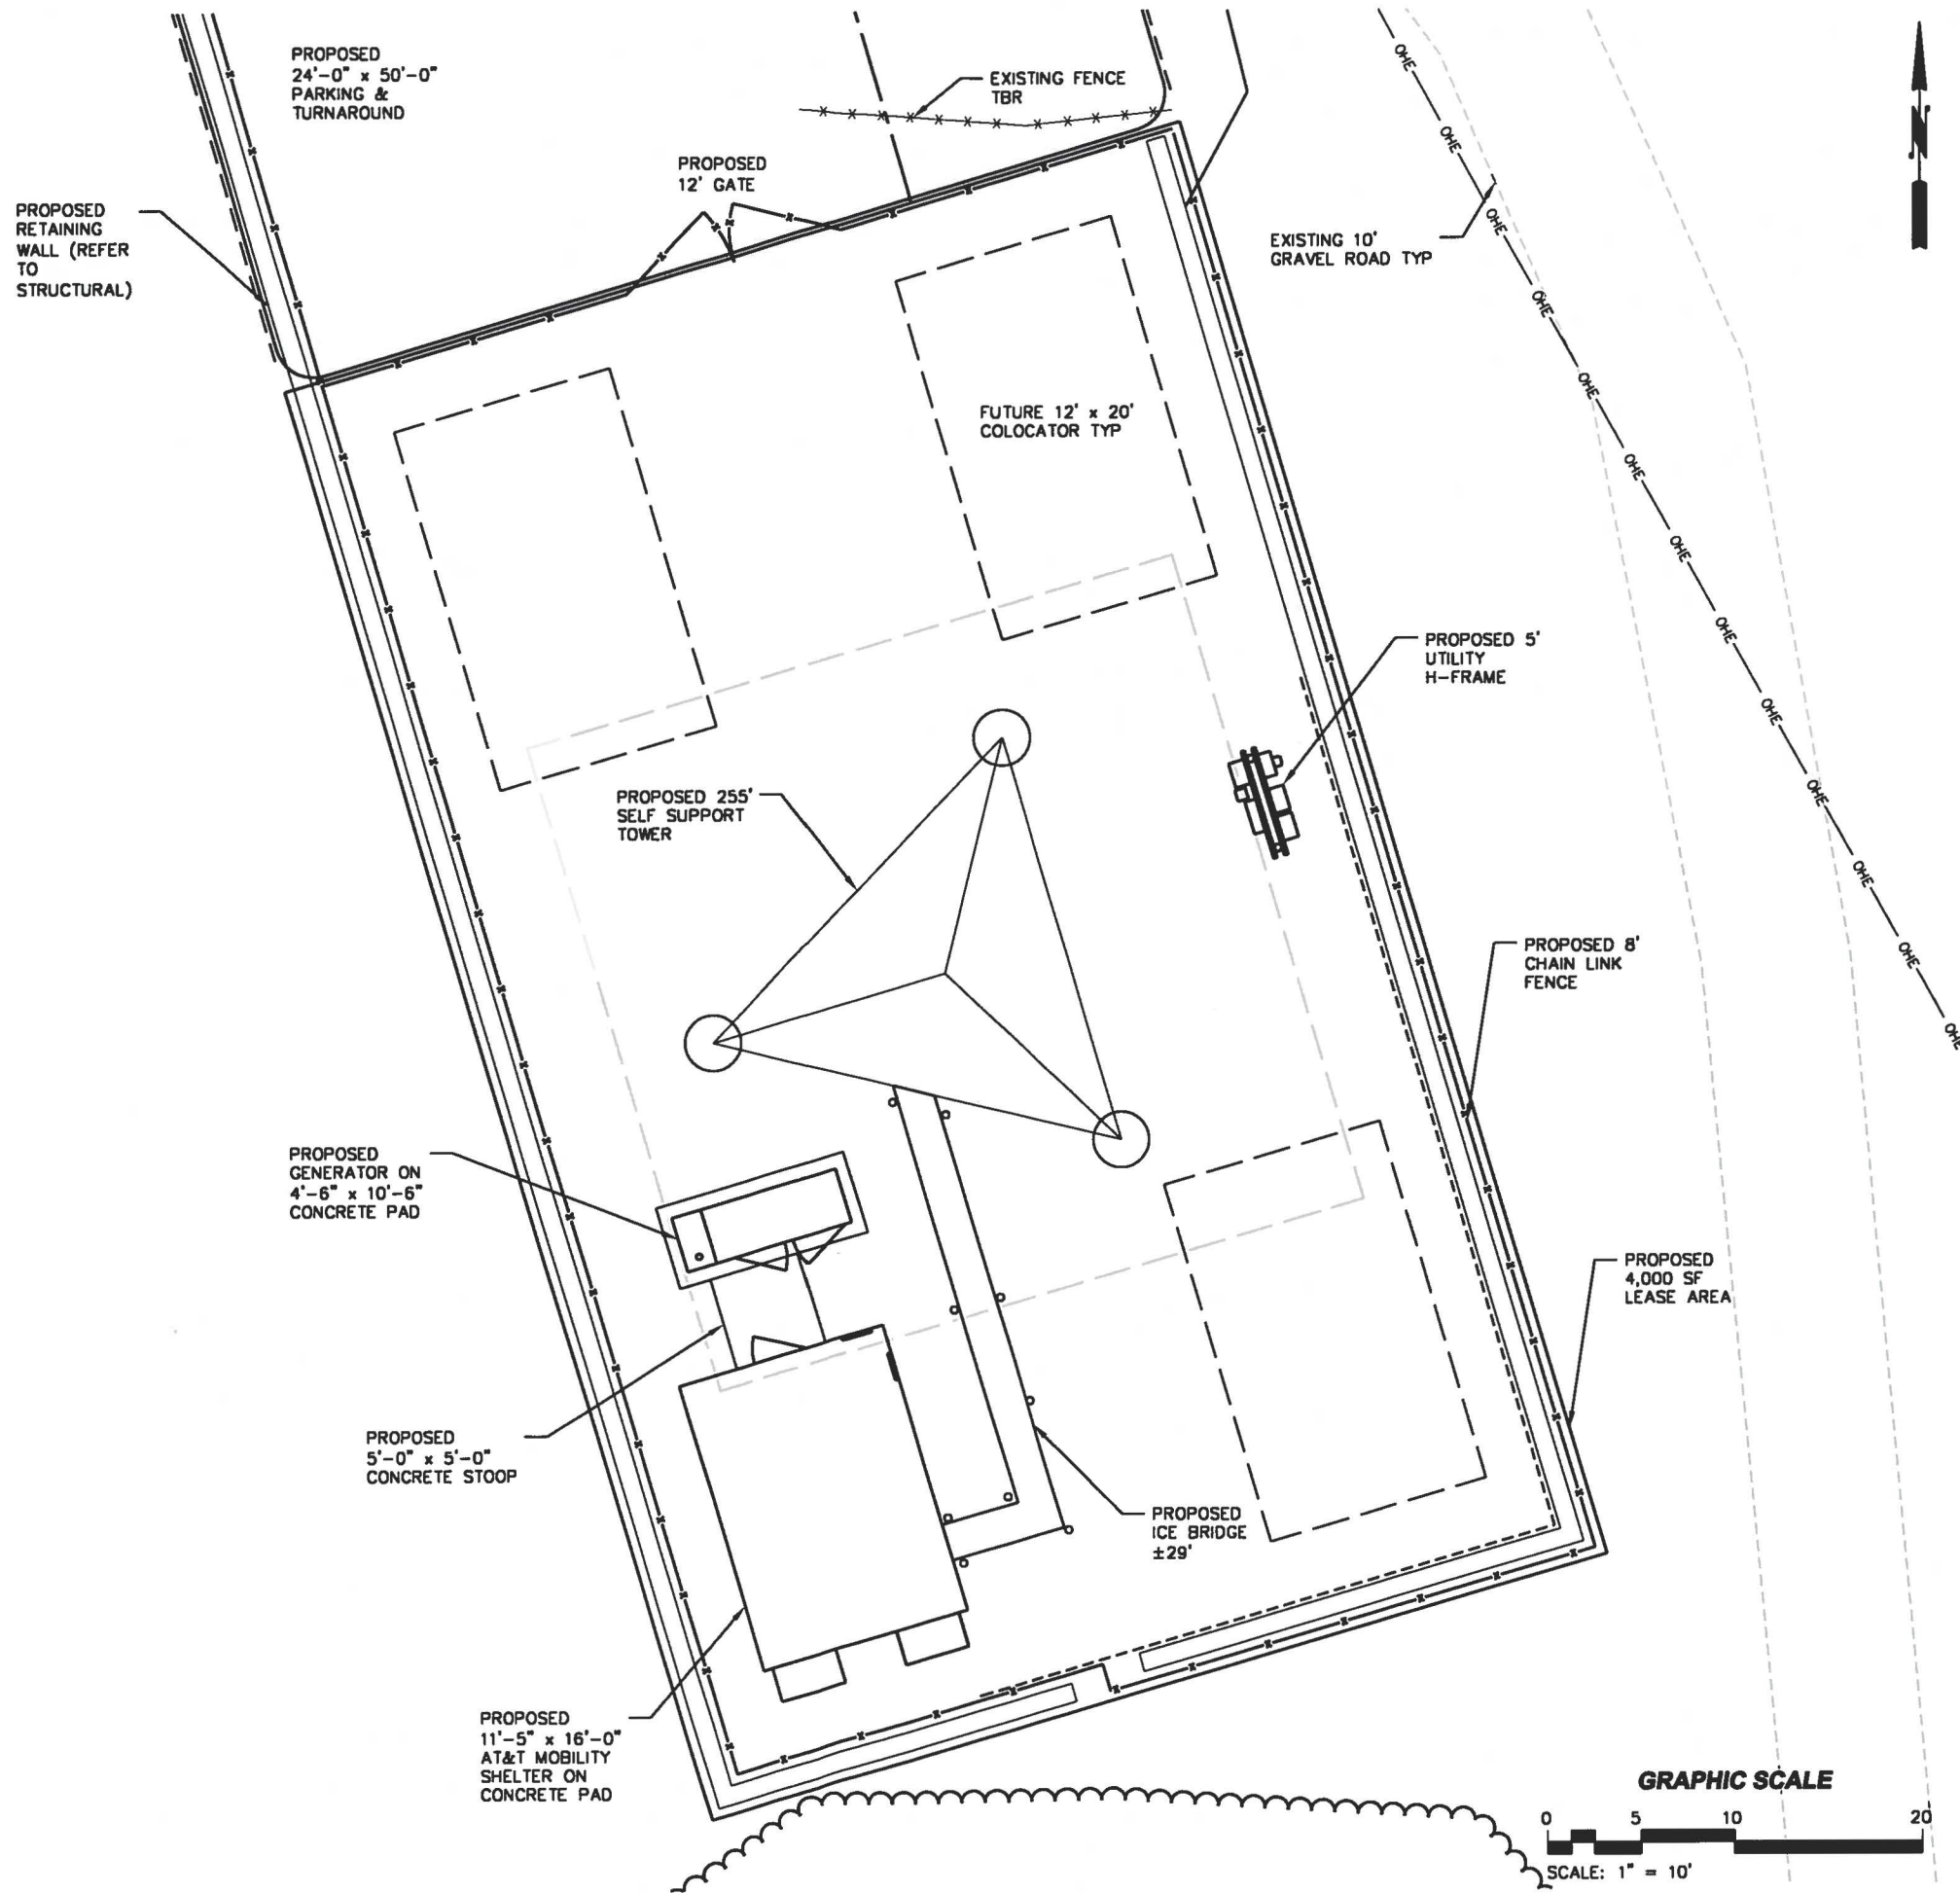 PROPOSED
24'-0" x 50'-0"
PARKING &
TURNAROUND
EXISTING FENCE
TBR
PROPOSED
12' GATE
PROPOSED
RETAINING
WALL (REFER
TO
STRUCTURAL)
N
EXISTING 10'
GRAVEL ROAD TYP
OHE
OHE
OHE
OHE
OHE
OHE
OHE
OHE
OHE
OHE
OHE
OHE
OHE
FUTURE 12' x 20'
COLOCATOR TYP
PROPOSED 5'
UTILITY
H-FRAME
PROPOSED 255'
SELF SUPPORT
TOWER
PROPOSED 8'
CHAIN LINK
FENCE
PROPOSED
GENERATOR ON
4'-6" x 10'-6"
CONCRETE PAD
PROPOSED
4,000 SF
LEASE AREA
PROPOSED
5'-0" x 5'-0"
CONCRETE STOOP
PROPOSED
ICE BRIDGE
±29'
PROPOSED
11'-5" x 16'-0"
AT&T MOBILITY
SHELTER ON
CONCRETE PAD
GRAPHIC SCALE
0 5 10 20
SCALE: 1" = 10'